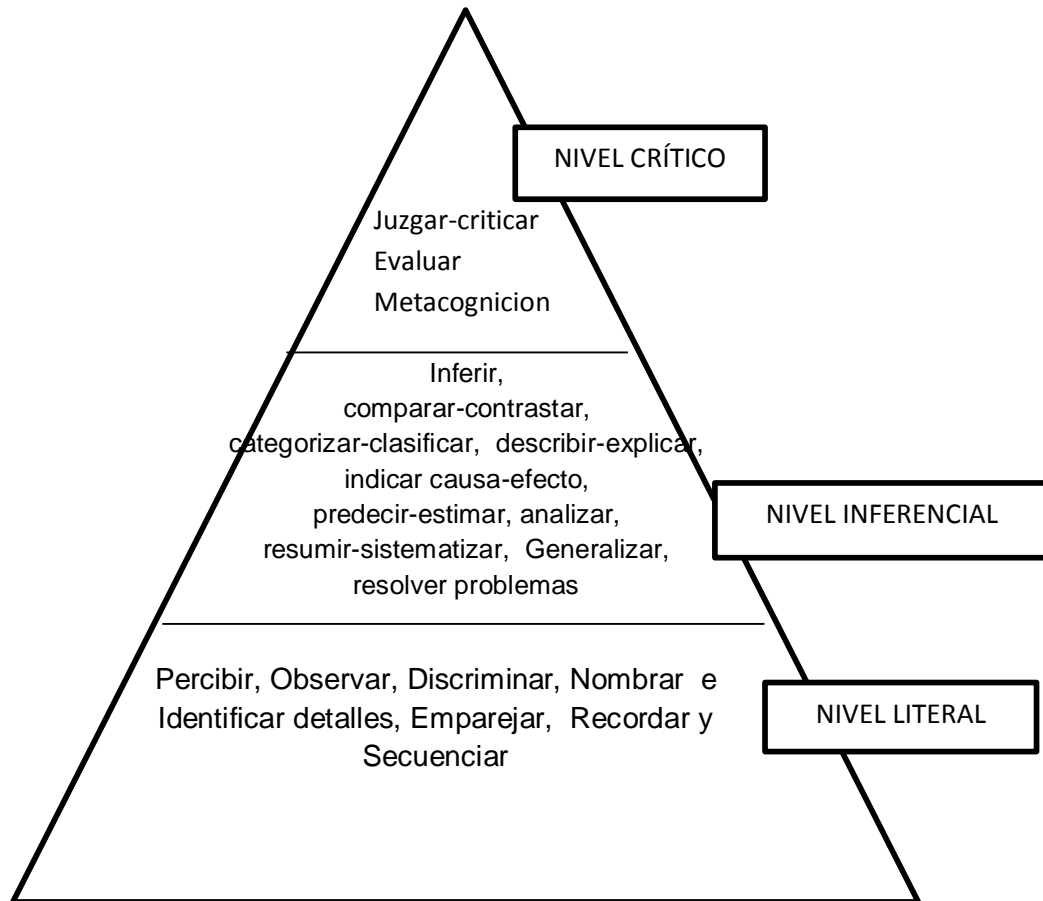 NIVEL CRÍTICO
Juzgar-criticar
Evaluar
Metacognicion
Inferir,
comparar-contrastar,
categorizar-clasificar, describir-explicar,
indicar causa-efecto,
predecir-estimar, analizar,
resumir-sistematizar, Generalizar,
resolver problemas
NIVEL INFERENCIAL
Percibir, Observar, Discriminar, Nombrar e
Identificar detalles, Emparejar, Recordar y
Secuenciar
NIVEL LITERAL